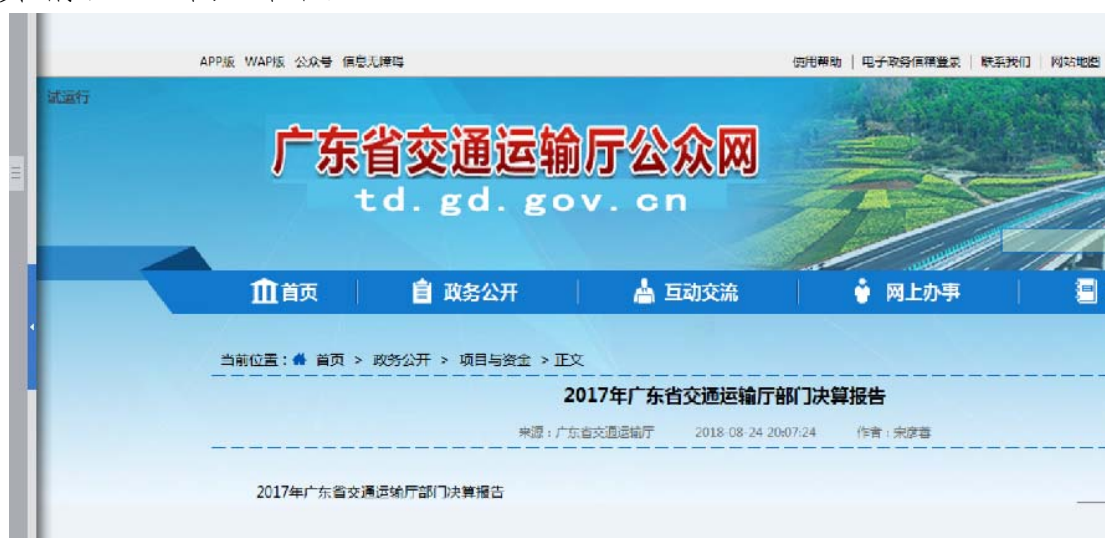 APP版 WAP版 公众号 信息无障碍
使用帮助 | 电子政务信箱登录 | 联系我们 | 网站地图
试运行
广东省交通运输厅公众网
td.gd.gov.cn
首页 政务公开 互动交流 网上办事
当前位置： 首页 > 政务公开 > 项目与资金 > 正文
2017年广东省交通运输厅部门决算报告
来源：广东省交通运输厅 2018-08-24 20:07:24 作者：宋彦蓉
2017年广东省交通运输厅部门决算报告